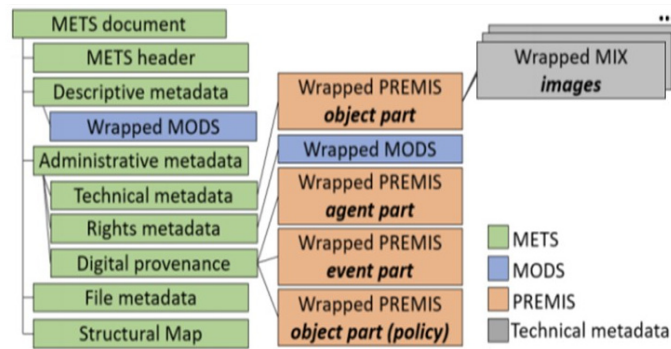 METS document
METS header
Descriptive metadata
Wrapped MODS
Administrative metadata
Technical metadata
Rights metadata
Digital provenance
File metadata
Structural Map
Wrapped PREMIS
object part
Wrapped MODS
Wrapped PREMIS
agent part
Wrapped PREMIS
event part
Wrapped PREMIS
object part (policy)
...
Wrapped MIX
images
METS
MODS
PREMIS
Technical metadata